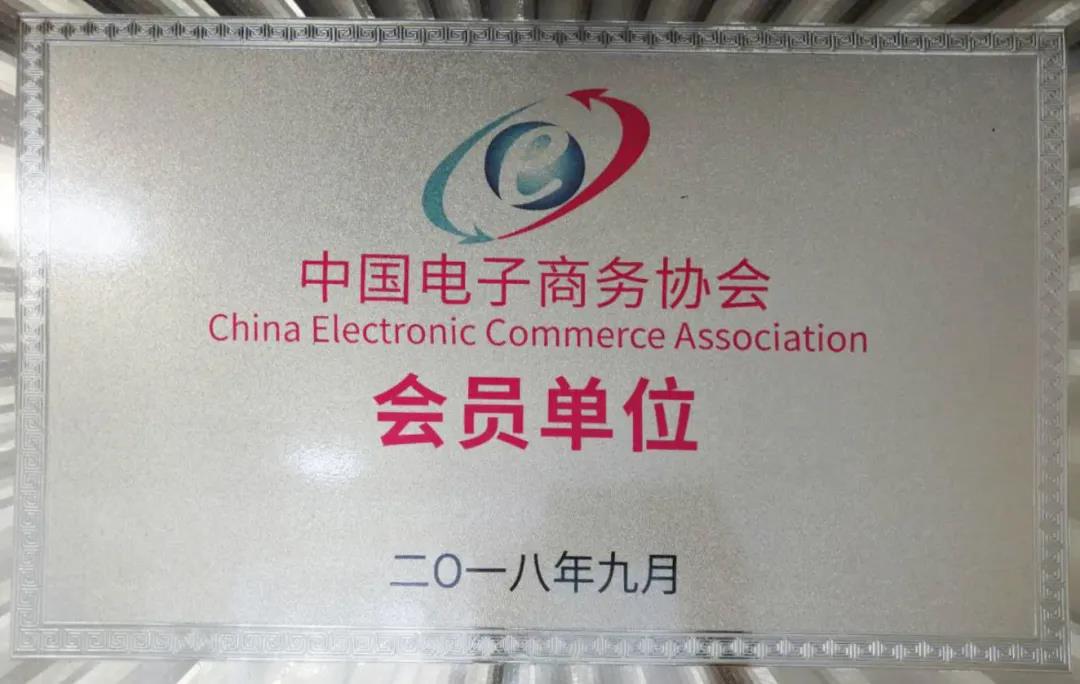 e
中国电子商务协会
China Electronic Commerce Association
会员单位
二〇一八年九月